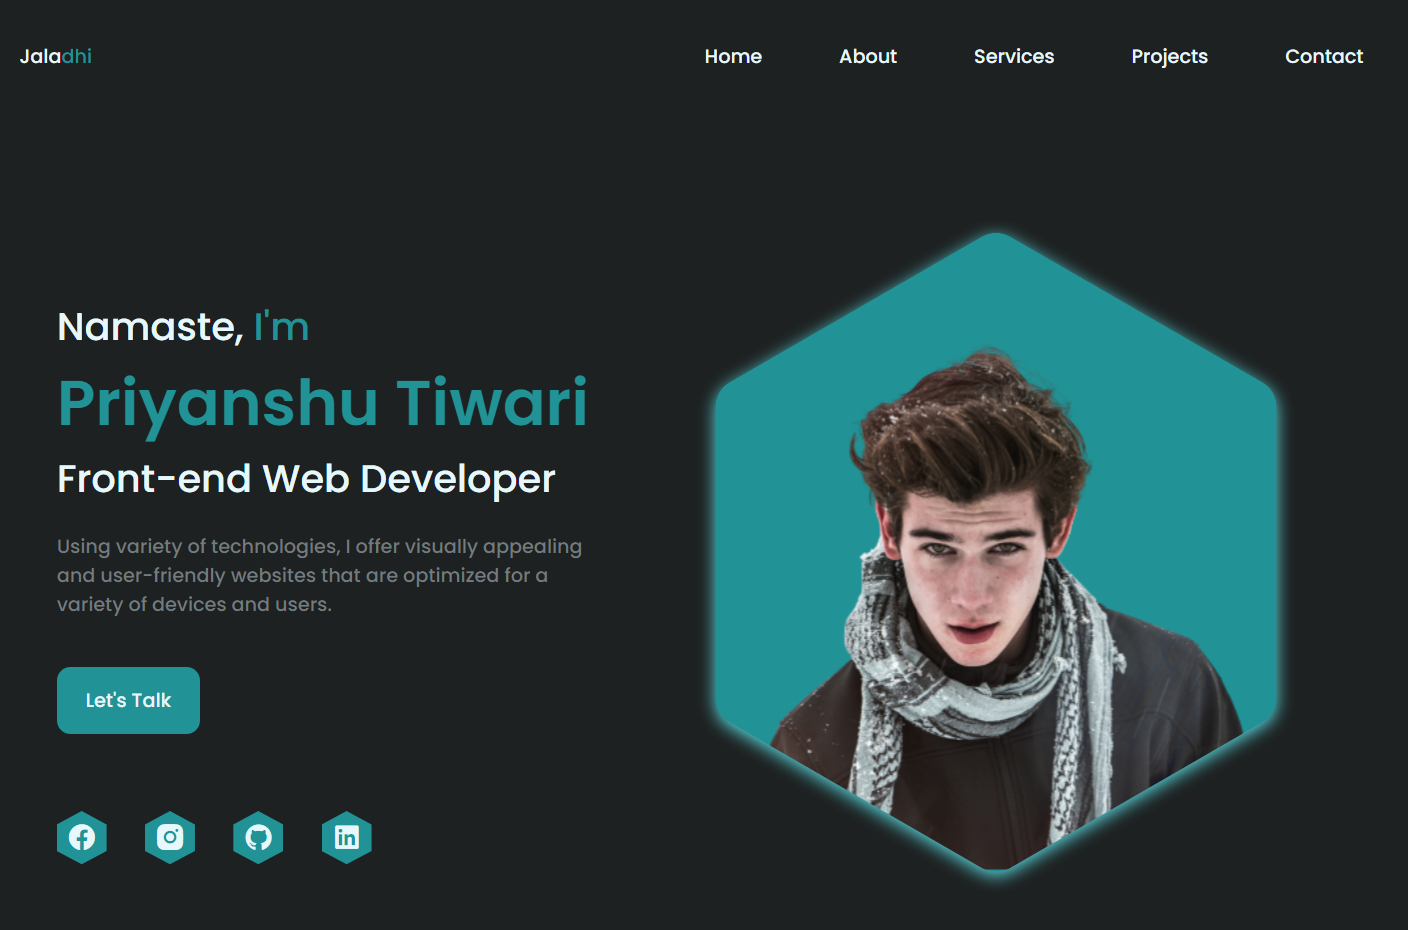 Jaladhi
Home About Services Projects Contact
Namaste, I'm
Priyanshu Tiwari
Front-end Web Developer
Using variety of technologies, I offer visually appealing
and user-friendly websites that are optimized for a
variety of devices and users.
Let's Talk